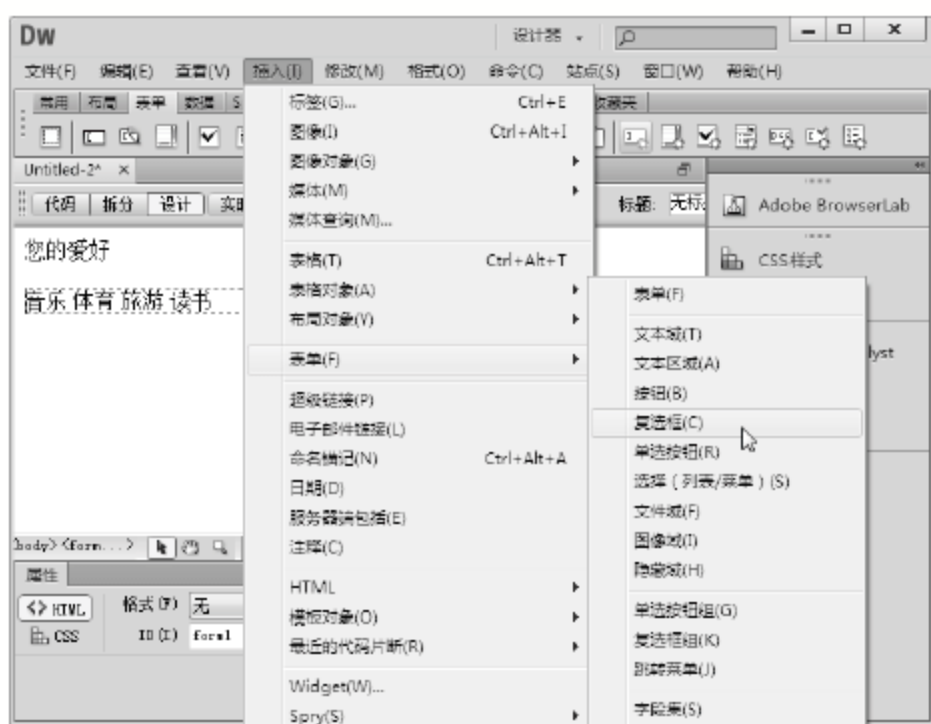 Dw
设计器
文件(F) 编辑(E) 查看(V) 插入(I) 修改(M) 格式(O) 命令(C) 站点(S) 窗口(W) 帮助(H)
常用 布局 表单 数据 S
收藏夹
Untitled-2* ×
代码 拆分 设计 实时
标题: 无标
您的爱好
音乐 体育 旅游 读书
标签(G)... Ctrl+E
图像(I) Ctrl+Alt+I
图像对象(G)
媒体(M)
媒体查询(M)...
表格(T) Ctrl+Alt+T
表格对象(A)
布局对象(Y)
表单(F)
超级链接(P)
电子邮件链接(L)
命名锚记(N) Ctrl+Alt+A
日期(D)
服务器端包括(E)
注释(C)
HTML
模板对象(O)
最近的代码片断(R)
Widget(W)...
Spry(S)
表单(F)
文本域(T)
文本区域(A)
按钮(B)
复选框(C)
单选按钮(R)
选择(列表/菜单)(S)
文件域(F)
图像域(I)
隐藏域(H)
单选按钮组(G)
复选框组(K)
跳转菜单(J)
字段集(S)
Adobe BrowserLab
CSS样式
lyst
body> <form...>
属性
<> HTML 格式(F) 无
CSS ID(I) form1